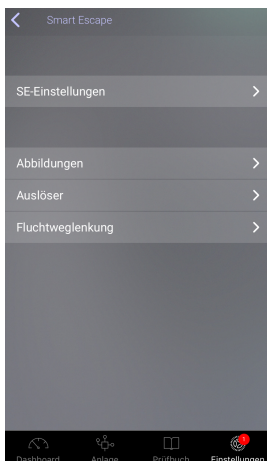 Smart Escape
SE-Einstellungen
Abbildungen
Auslöser
Fluchtweglenkung
1
Dashboard Anlage Prüfbuch Einstellungen